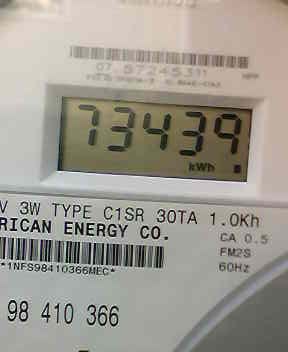 73439
kWh
V 3W TYPE C1SR 30TA 1.0Kh
RICAN ENERGY CO.
CA 0.5
FM2S
60Hz
*1NFS98410366MEC*
98 410 366